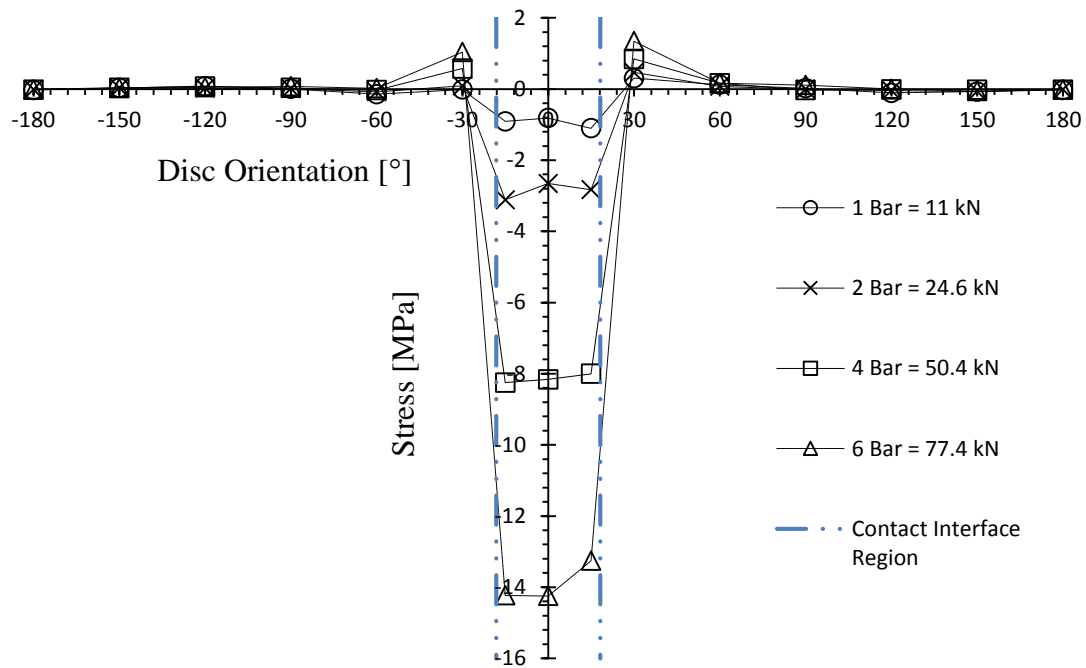 2
0
-180 -150 -120 -90 -60 -30 0 30 60 90 120 150 180
Disc Orientation [°]
-2
-4
-6
-8
-10
-12
-14
-16
Stress [MPa]
1 Bar = 11 kN
2 Bar = 24.6 kN
4 Bar = 50.4 kN
6 Bar = 77.4 kN
Contact Interface
Region